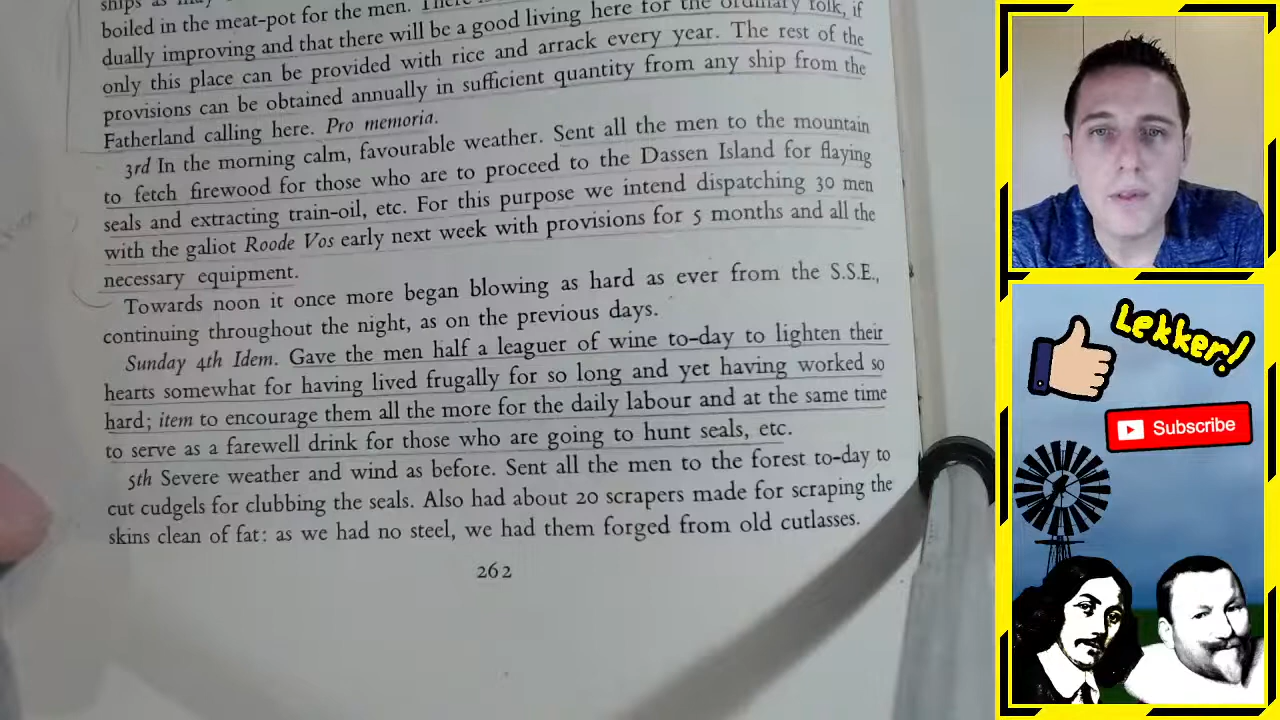 ships as may
boiled in the meat-pot for the men.
dually improving and that there will be a good living here for the ordinary folk, if
only this place can be provided with rice and arrack every year. The rest of the
provisions can be obtained annually in sufficient quantity from any ship from the
Fatherland calling here. Pro memoria.
3rd In the morning calm, favourable weather. Sent all the men to the mountain
to fetch firewood for those who are to proceed to the Dassen Island for flaying
seals and extracting train-oil, etc. For this purpose we intend dispatching 30 men
with the galiot Roode Vos early next week with provisions for 5 months and all the
necessary equipment.
Towards noon it once more began blowing as hard as ever from the S.S.E.,
continuing throughout the night, as on the previous days.
Sunday 4th Idem. Gave the men half a leaguer of wine to-day to lighten their
hearts somewhat for having lived frugally for so long and yet having worked so
hard; item to encourage them all the more for the daily labour and at the same time
to serve as a farewell drink for those who are going to hunt seals, etc.
5th Severe weather and wind as before. Sent all the men to the forest to-day to
cut cudgels for clubbing the seals. Also had about 20 scrapers made for scraping the
skins clean of fat: as we had no steel, we had them forged from old cutlasses.
262
Lekker!
Subscribe